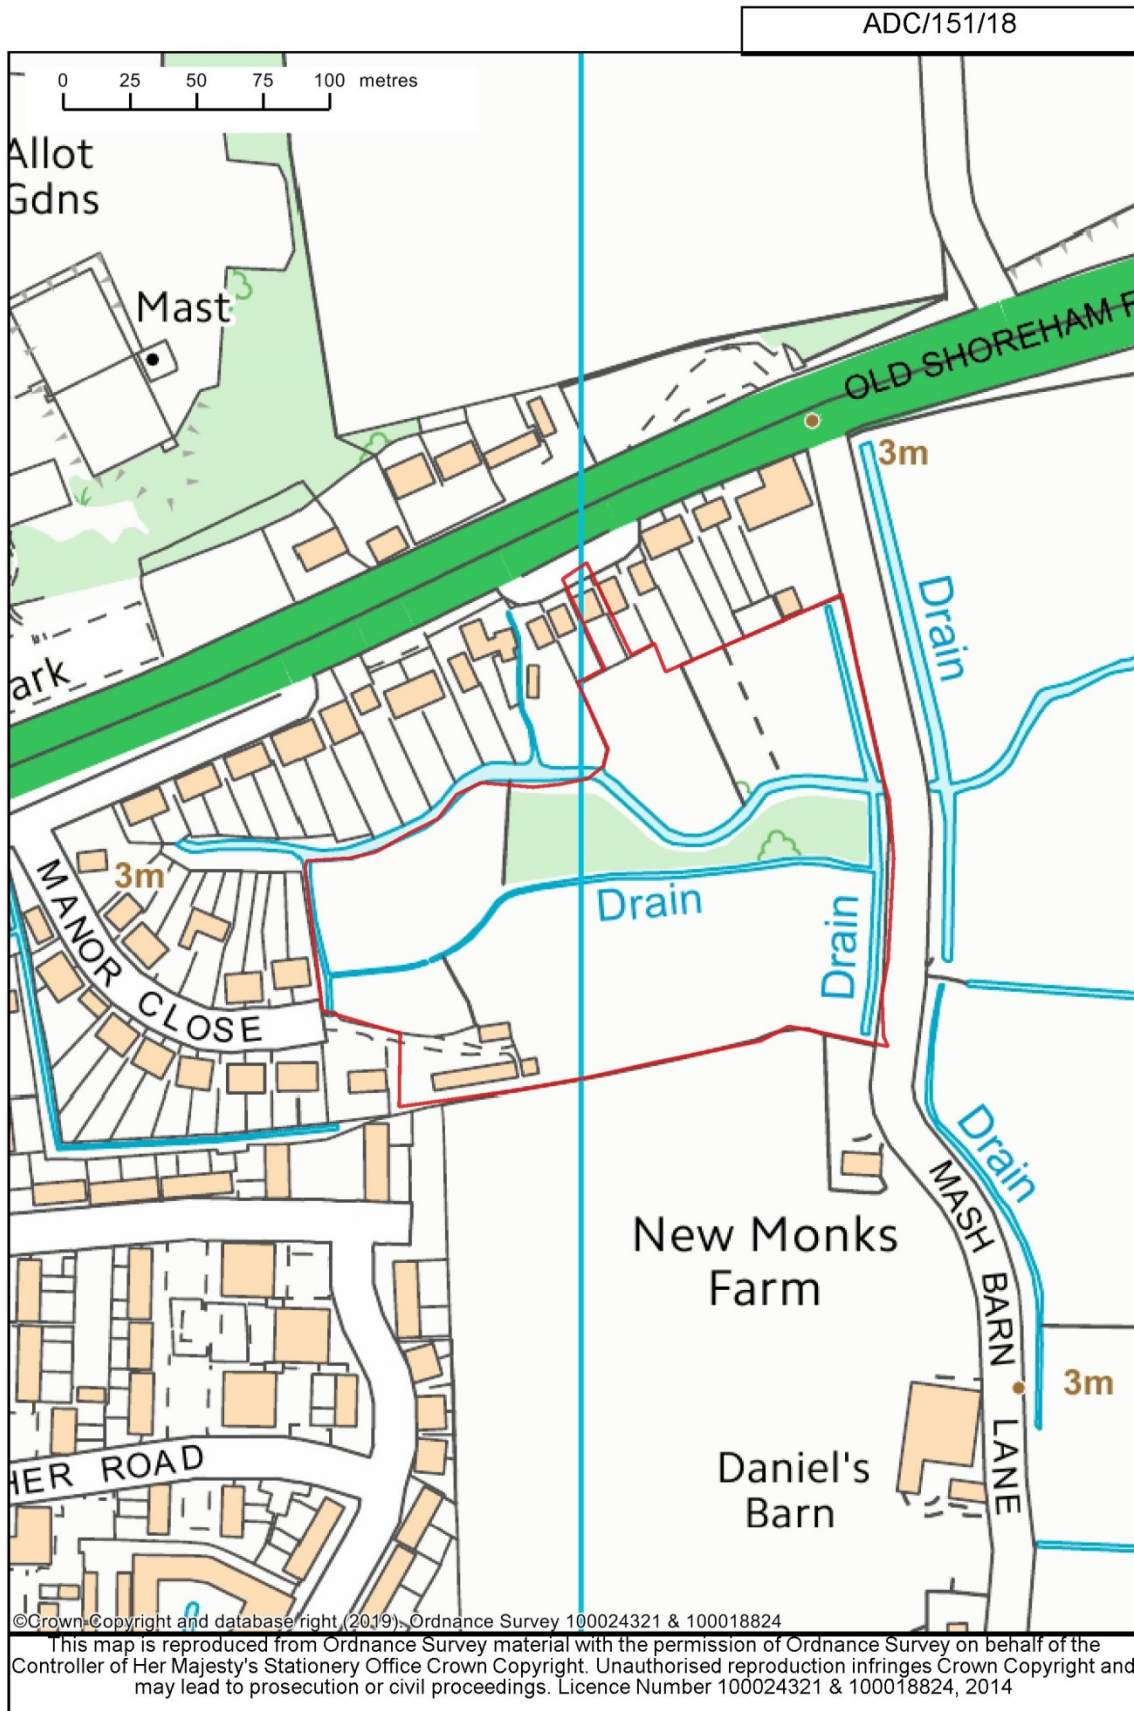 ADC/151/18
0 25 50 75 100 metres
Allot
Gdns
Mast
OLD SHOREHAM R
3m
Drain
ark
3m
MANOR CLOSE
Drain
Drain
Drain
New Monks
Farm
MASH BARN LANE
3m
HER ROAD
Daniel's
Barn
©Crown Copyright and database right (2019). Ordnance Survey 100024321 & 100018824
This map is reproduced from Ordnance Survey material with the permission of Ordnance Survey on behalf of the
Controller of Her Majesty's Stationery Office Crown Copyright. Unauthorised reproduction infringes Crown Copyright and
may lead to prosecution or civil proceedings. Licence Number 100024321 & 100018824, 2014